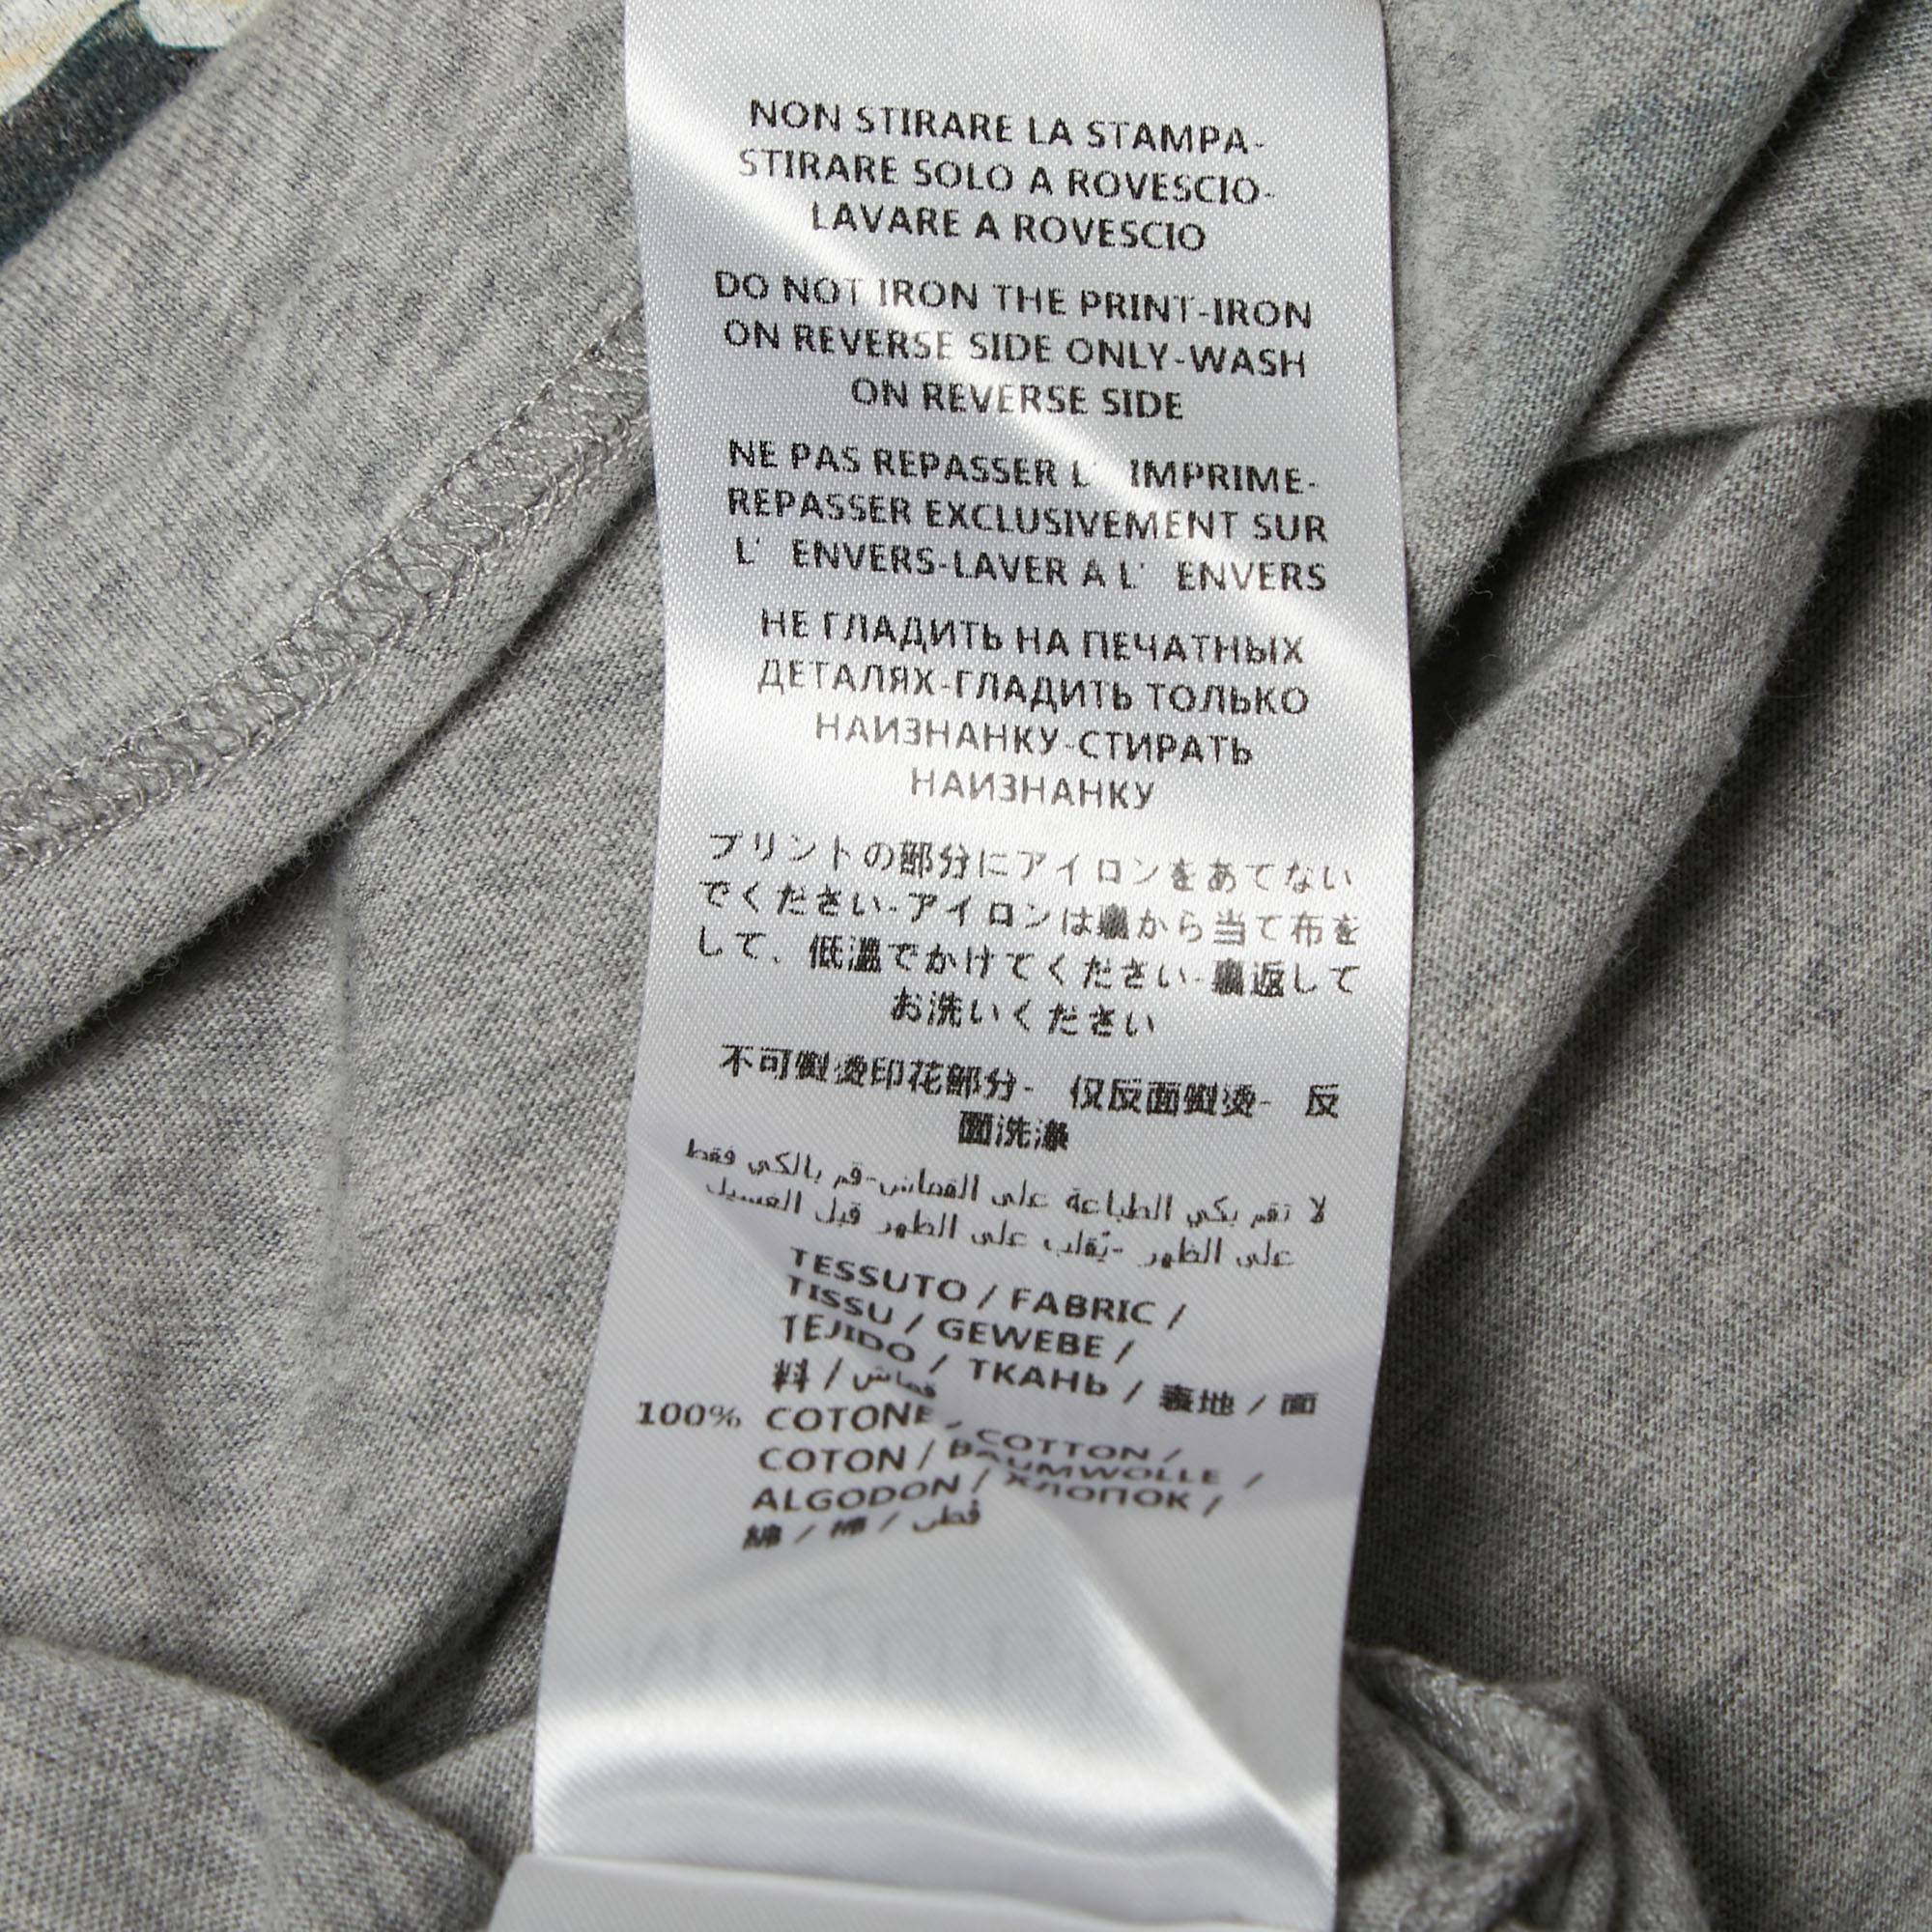 NON STIRARE LA STAMPA-
STIRARE SOLO A ROVESCIO-
LAVARE A ROVESCIO
DO NOT IRON THE PRINT-IRON
ON REVERSE SIDE ONLY-WASH
ON REVERSE SIDE
NE PAS REPASSER L' IMPRIME-
REPASSER EXCLUSIVEMENT SUR
L' ENVERS-LAVER A L' ENVERS
НЕ ГЛАДИТЬ НА ПЕЧАТНЫХ
ДЕТАЛЯХ-ГЛАДИТЬ ТОЛЬКО
НАИЗНАНКУ-СТИРАТЬ
НАИЗНАНКУ
プリントの部分にアイロンをあてない
でください-アイロンは裏から当て布を
して、低温でかけてください-裏返して
お洗いください
不可熨烫印花部分- 仅反面熨烫- 反
面洗涤
لا تقم بكي الطباعة على القماش-قم بالكي فقط
على الظهر -يُقلب على الظهر قبل الغسيل
TESSUTO / FABRIC /
TISSU / GEWEBE /
TEJIDO / ТКАНЬ / 表地 / 面
料 / قماش
100% COTONE / COTTON /
COTON / BAUMWOLLE /
ALGODON / ХЛОПОК /
綿 / 棉 / قطن